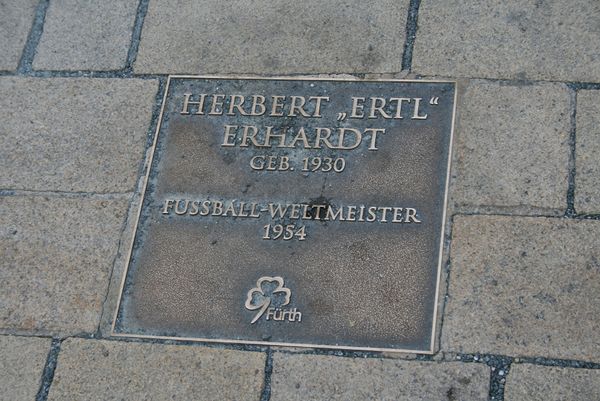 HERBERT „ERTL“
ERHARDT
GEB. 1930
FUSSBALL-WELTMEISTER
1954
Fürth